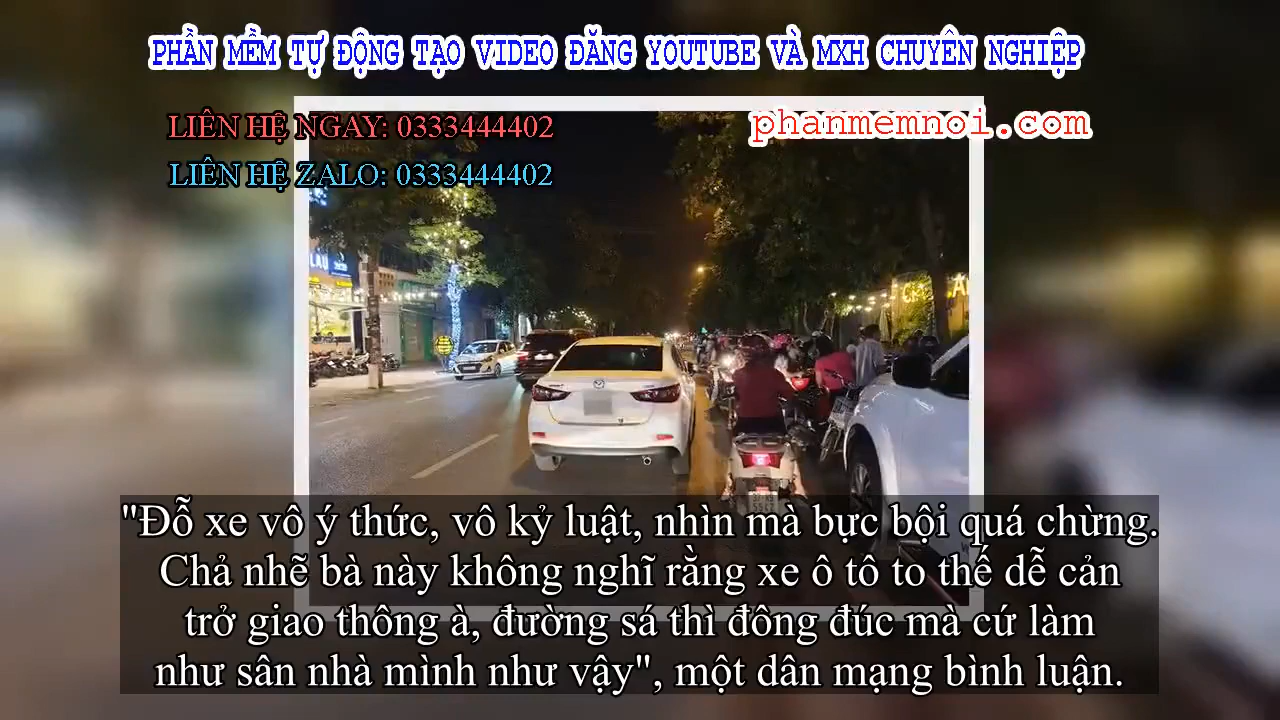 PHẦN MỀM TỰ ĐỘNG TẠO VIDEO ĐĂNG YOUTUBE VÀ MXH CHUYÊN NGHIỆP
LIÊN HỆ NGAY: 0333444402
phanmemnoi.com
LIÊN HỆ ZALO: 0333444402
LẨU
"Đỗ xe vô ý thức, vô kỷ luật, nhìn mà bực bội quá chừng.
Chả nhẽ bà này không nghĩ rằng xe ô tô to thế dễ cản
trở giao thông à, đường sá thì đông đúc mà cứ làm
như sân nhà mình như vậy", một dân mạng bình luận.